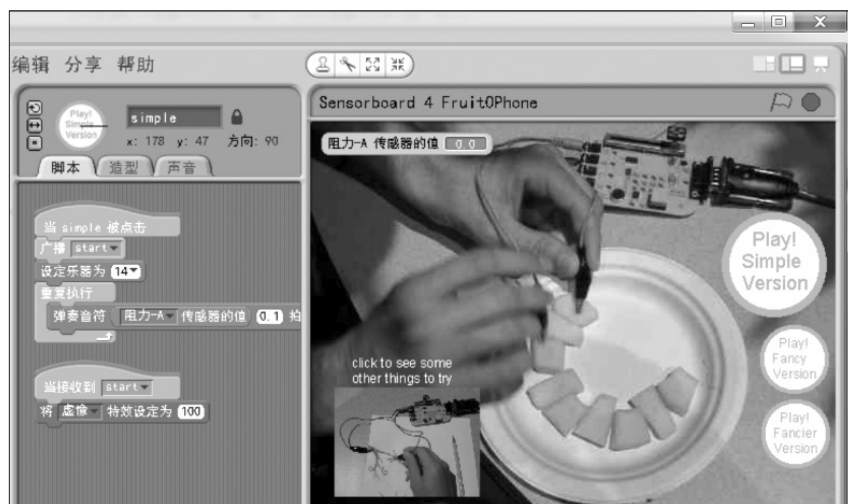 编辑 分享 帮助
Play!
Simple
Version
simple
x: 178 y: 47 方向: 90
脚本 造型 声音
当 simple 被点击
广播 start
设定乐器为 14
重复执行
弹奏音符 阻力-A 传感器的值 0.1 拍
当接收到 start
将 虚像 特效设定为 100
Sensorboard 4 FruitOPhone
阻力-A 传感器的值 0.0
Play!
Simple
Version
Play!
Fancy
Version
Play!
Fancier
Version
click to see some
other things to try